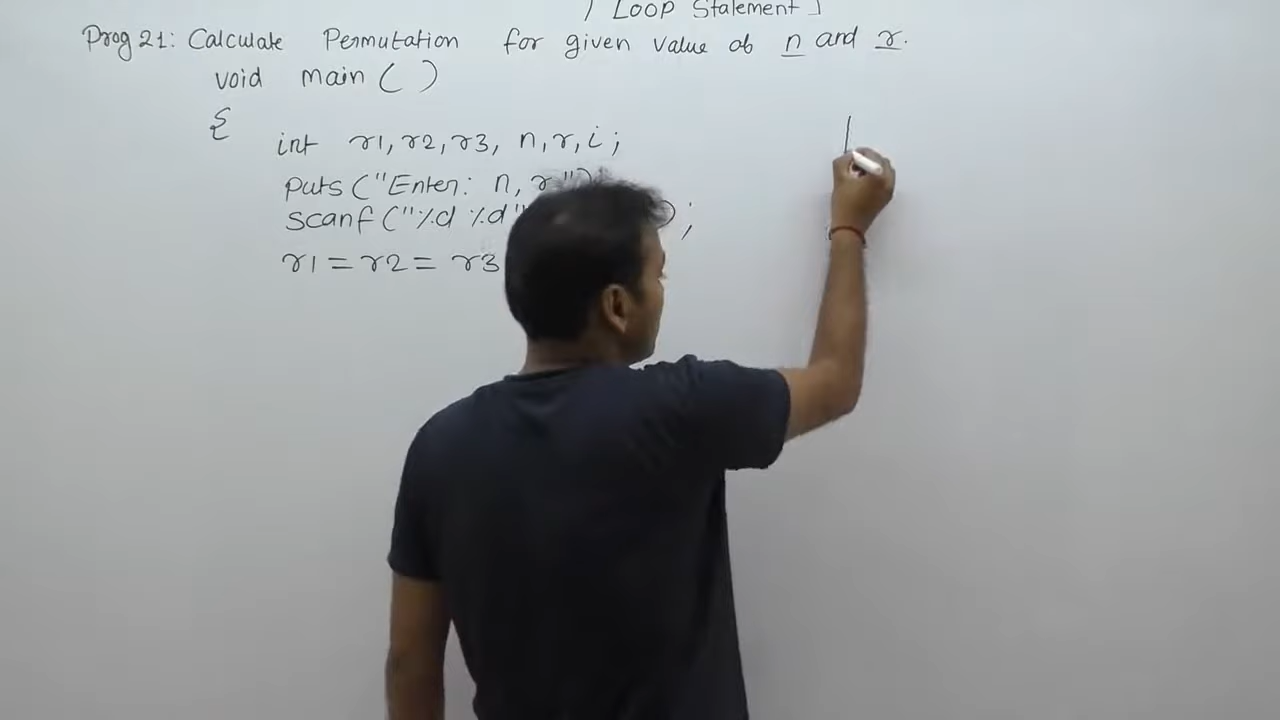 [ Loop Statement ]
Prog 21: Calculate Permutation for given value of n and r.
void main ( )
{
int r1, r2, r3, n, r, i ;
puts ("Enter: n, r")
scanf ("%d %d" ) ;
r1 = r2 = r3